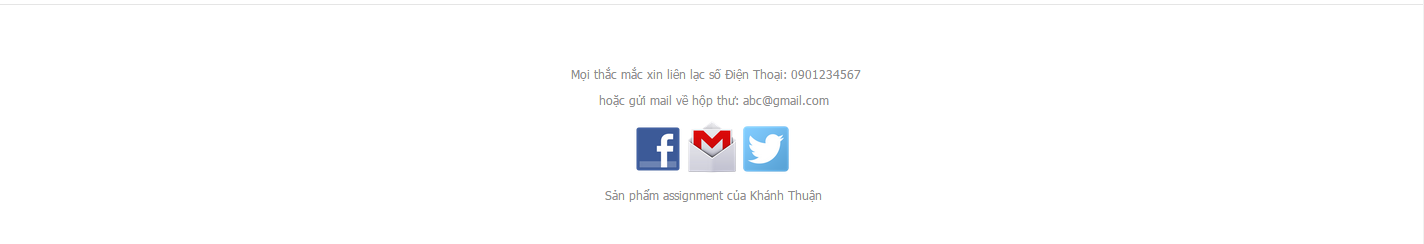 Mọi thắc mắc xin liên lạc số Điện Thoại: 0901234567
hoặc gửi mail về hộp thư: abc@gmail.com
Sản phẩm assignment của Khánh Thuận